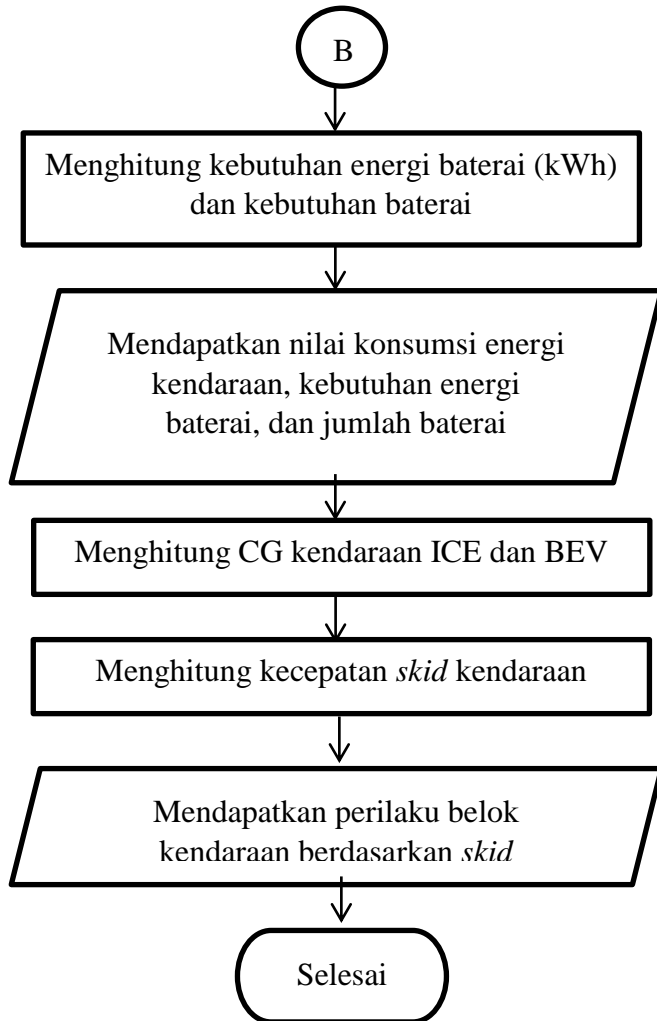 B
Menghitung kebutuhan energi baterai (kWh)
dan kebutuhan baterai
Mendapatkan nilai konsumsi energi
kendaraan, kebutuhan energi
baterai, dan jumlah baterai
Menghitung CG kendaraan ICE dan BEV
Menghitung kecepatan skid kendaraan
Mendapatkan perilaku belok
kendaraan berdasarkan skid
Selesai